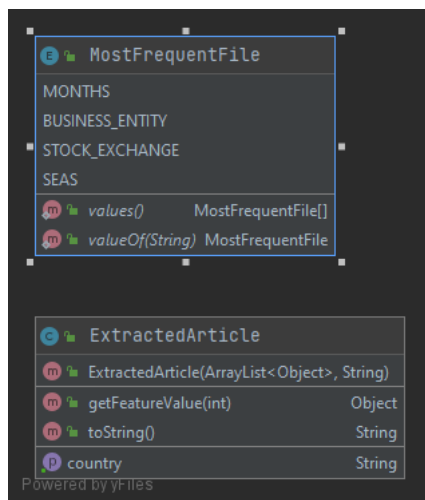 E MostFrequentFile
MONTHS
BUSINESS_ENTITY
STOCK_EXCHANGE
SEAS
m values() MostFrequentFile[]
m valueOf(String) MostFrequentFile
C ExtractedArticle
m ExtractedArticle(ArrayList<Object>, String)
m getFeatureValue(int) Object
m toString() String
p country String
Powered by yFiles